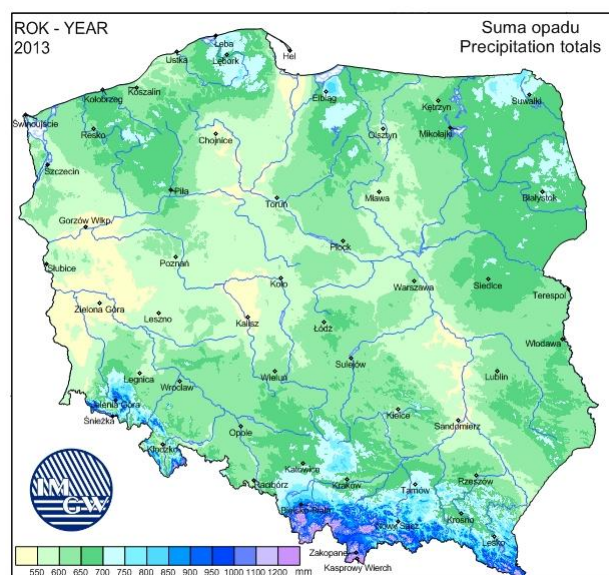 ROK - YEAR
2013
Suma opadu
Precipitation totals
Łeba
Ustka
Lębork
Hel
Koszalin
Kołobrzeg
Elbląg
Kętrzyn
Suwałki
Świnoujście
Resko
Chojnice
Olsztyn
Mikołajki
Szczecin
Piła
Toruń
Mława
Białystok
Gorzów Wlkp.
Płock
Słubice
Poznań
Koło
Warszawa
Siedlce
Terespol
Zielona Góra
Leszno
Kalisz
Łódź
Włodawa
Sulejów
Legnica
Wrocław
Wieluń
Lublin
Jelenia Góra
Śnieżka
Kielce
Opole
Sandomierz
Kłodzko
Katowice
Racibórz
Kraków
Tarnów
Rzeszów
Bielsko-Biała
Nowy Sącz
Krosno
Lesko
Zakopane
Kasprowy Wierch
IM
GW
550 600 650 700 750 800 850 900 950 1000 1100 1200 mm